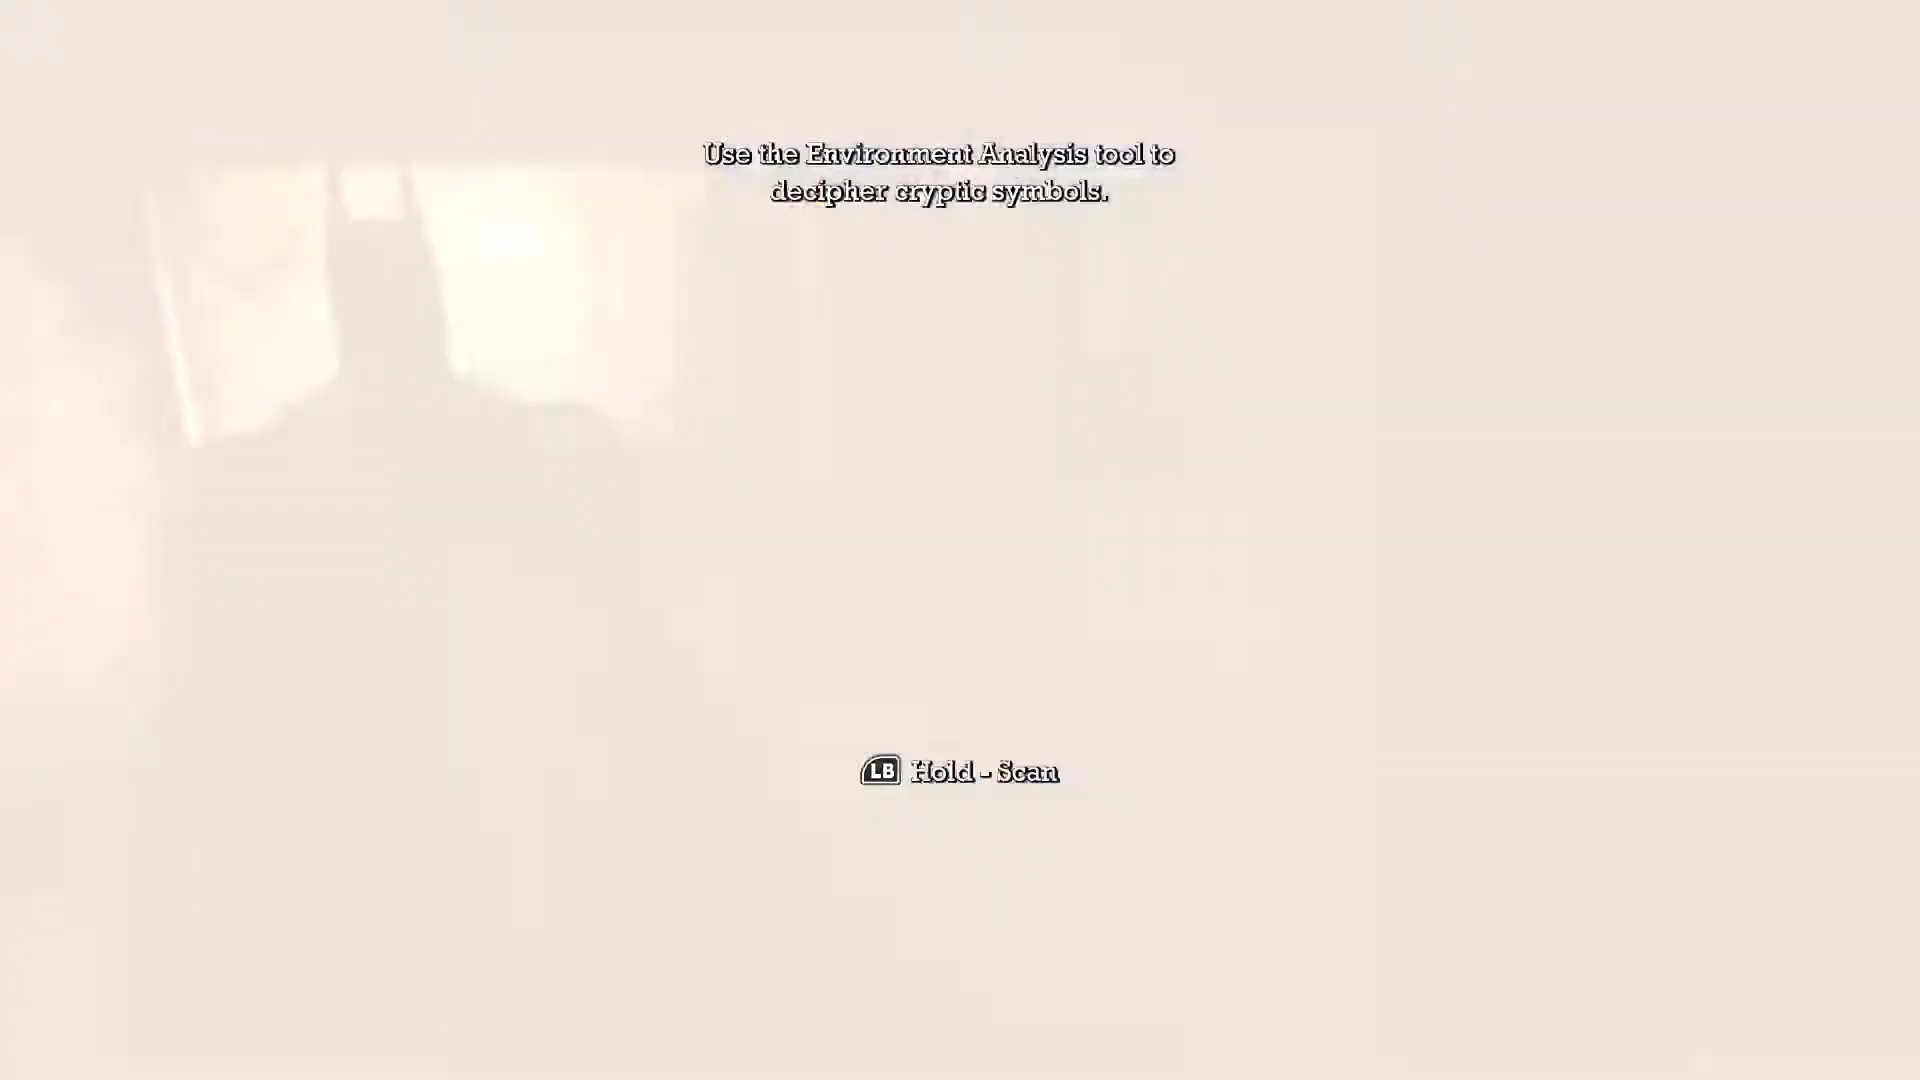 Use the Environment Analysis tool to
decipher cryptic symbols.
LB Hold - Scan